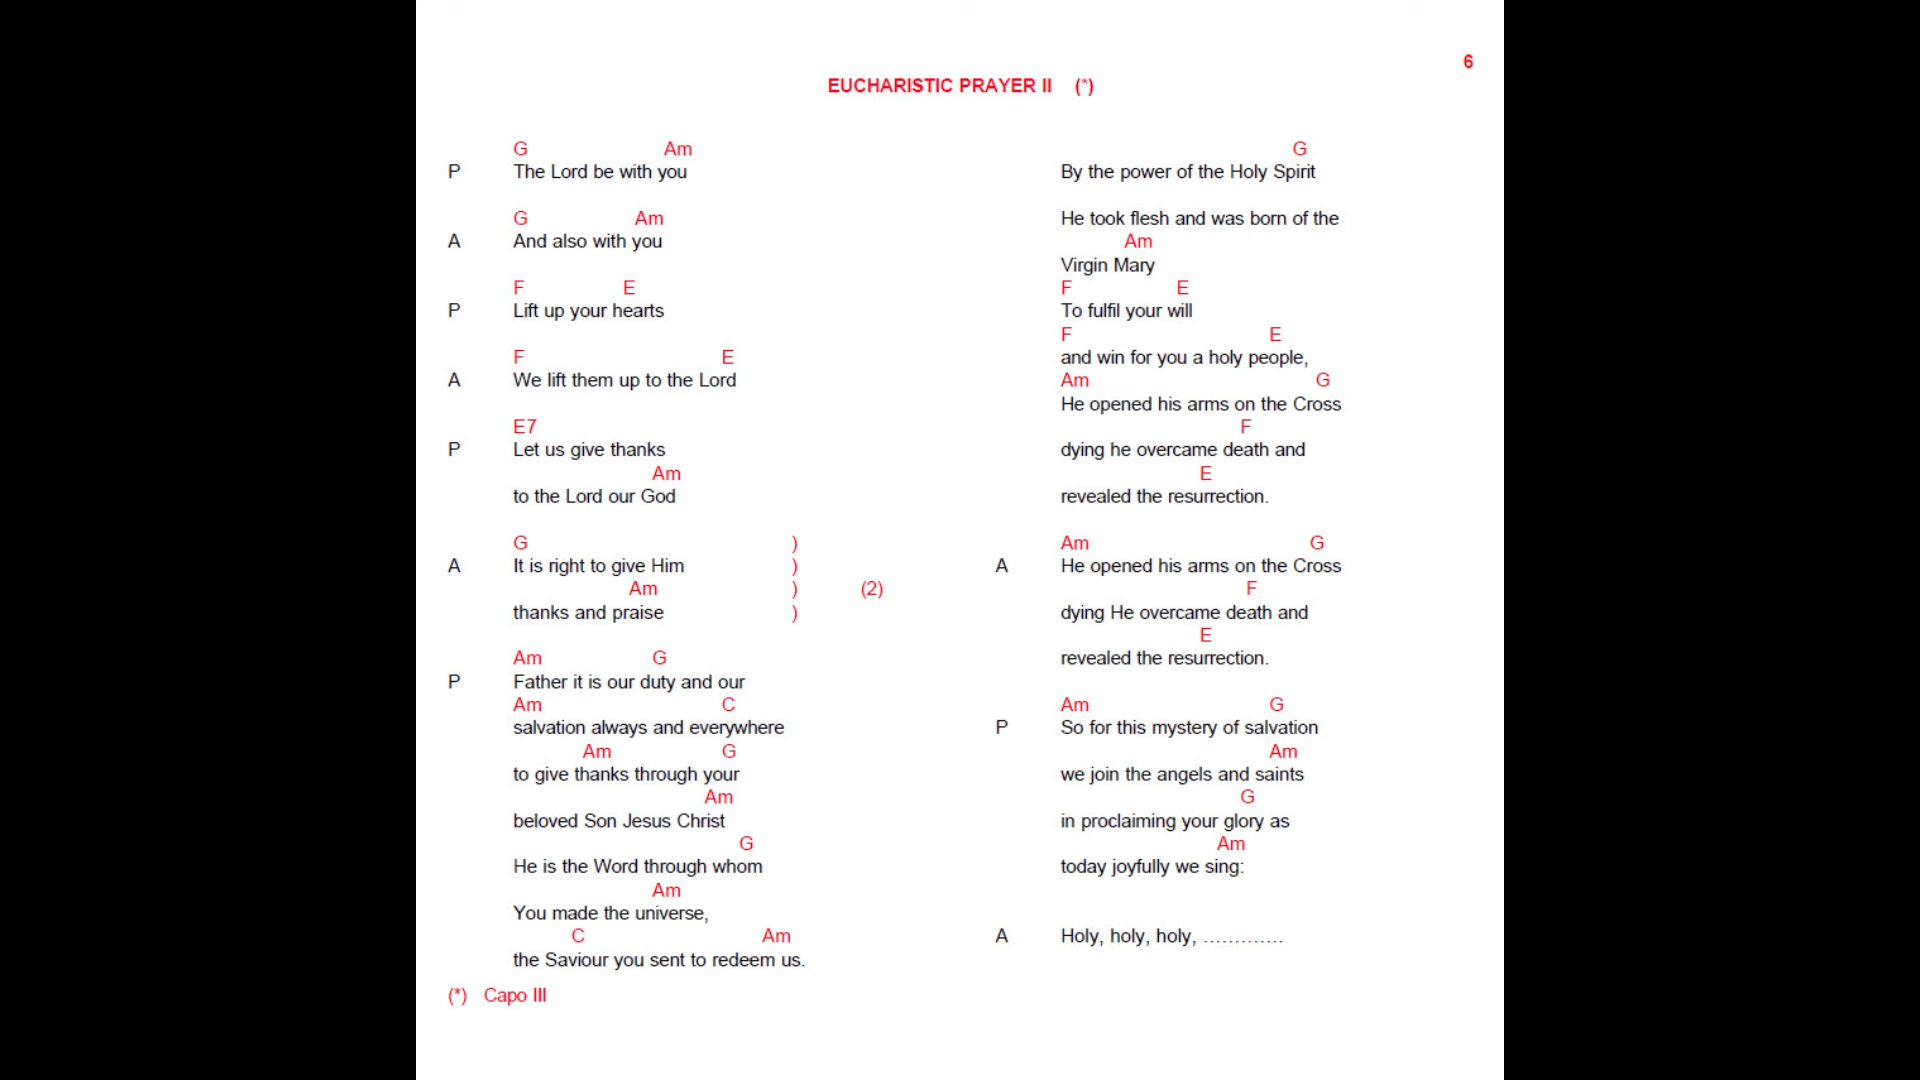 6
EUCHARISTIC PRAYER II (*)
G Am
P The Lord be with you
G Am
A And also with you
F E
P Lift up your hearts
F E
A We lift them up to the Lord
E7
P Let us give thanks
Am
to the Lord our God
G )
A It is right to give Him )
Am ) (2)
thanks and praise )
Am G
P Father it is our duty and our
Am C
salvation always and everywhere
Am G
to give thanks through your
Am
beloved Son Jesus Christ
G
He is the Word through whom
Am
You made the universe,
C Am
the Saviour you sent to redeem us.
(*) Capo III
G
By the power of the Holy Spirit
He took flesh and was born of the
Am
Virgin Mary
F E
To fulfil your will
F E
and win for you a holy people,
Am G
He opened his arms on the Cross
F
dying he overcame death and
E
revealed the resurrection.
Am G
A He opened his arms on the Cross
F
dying He overcame death and
E
revealed the resurrection.
Am G
P So for this mystery of salvation
Am
we join the angels and saints
G
in proclaiming your glory as
Am
today joyfully we sing:
A Holy, holy, holy, .............